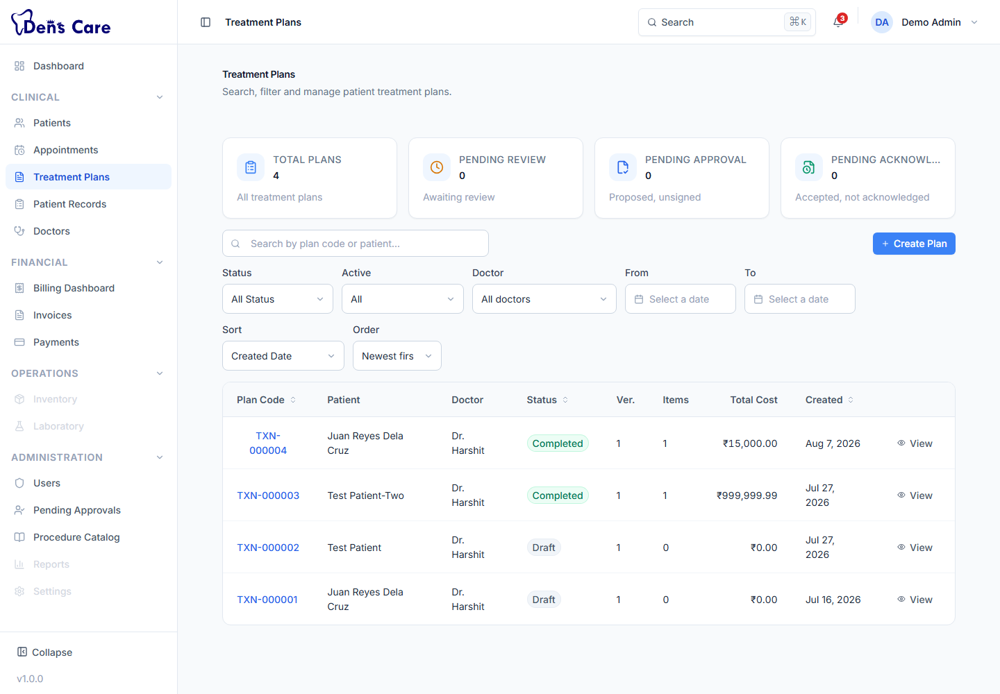 Den's Care
Treatment Plans
Search
⌘K
3
DA
Demo Admin
Dashboard
CLINICAL
Patients
Appointments
Treatment Plans
Patient Records
Doctors
FINANCIAL
Billing Dashboard
Invoices
Payments
OPERATIONS
Inventory
Laboratory
ADMINISTRATION
Users
Pending Approvals
Procedure Catalog
Reports
Settings
Collapse
v1.0.0
Treatment Plans
Search, filter and manage patient treatment plans.
TOTAL PLANS
4
All treatment plans
PENDING REVIEW
0
Awaiting review
PENDING APPROVAL
0
Proposed, unsigned
PENDING ACKNOWL...
0
Accepted, not acknowledged
Search by plan code or patient...
+ Create Plan
Status
All Status
Active
All
Doctor
All doctors
From
Select a date
To
Select a date
Sort
Created Date
Order
Newest firs
Plan Code Patient Doctor Status Ver. Items Total Cost Created
TXN-
000004
Juan Reyes Dela
Cruz
Dr.
Harshit
Completed
1
1
₹15,000.00
Aug 7, 2026
View
TXN-000003
Test Patient-Two
Dr.
Harshit
Completed
1
1
₹999,999.99
Jul 27,
2026
View
TXN-000002
Test Patient
Dr.
Harshit
Draft
1
0
₹0.00
Jul 27,
2026
View
TXN-000001
Juan Reyes Dela
Cruz
Dr.
Harshit
Draft
1
0
₹0.00
Jul 16, 2026
View